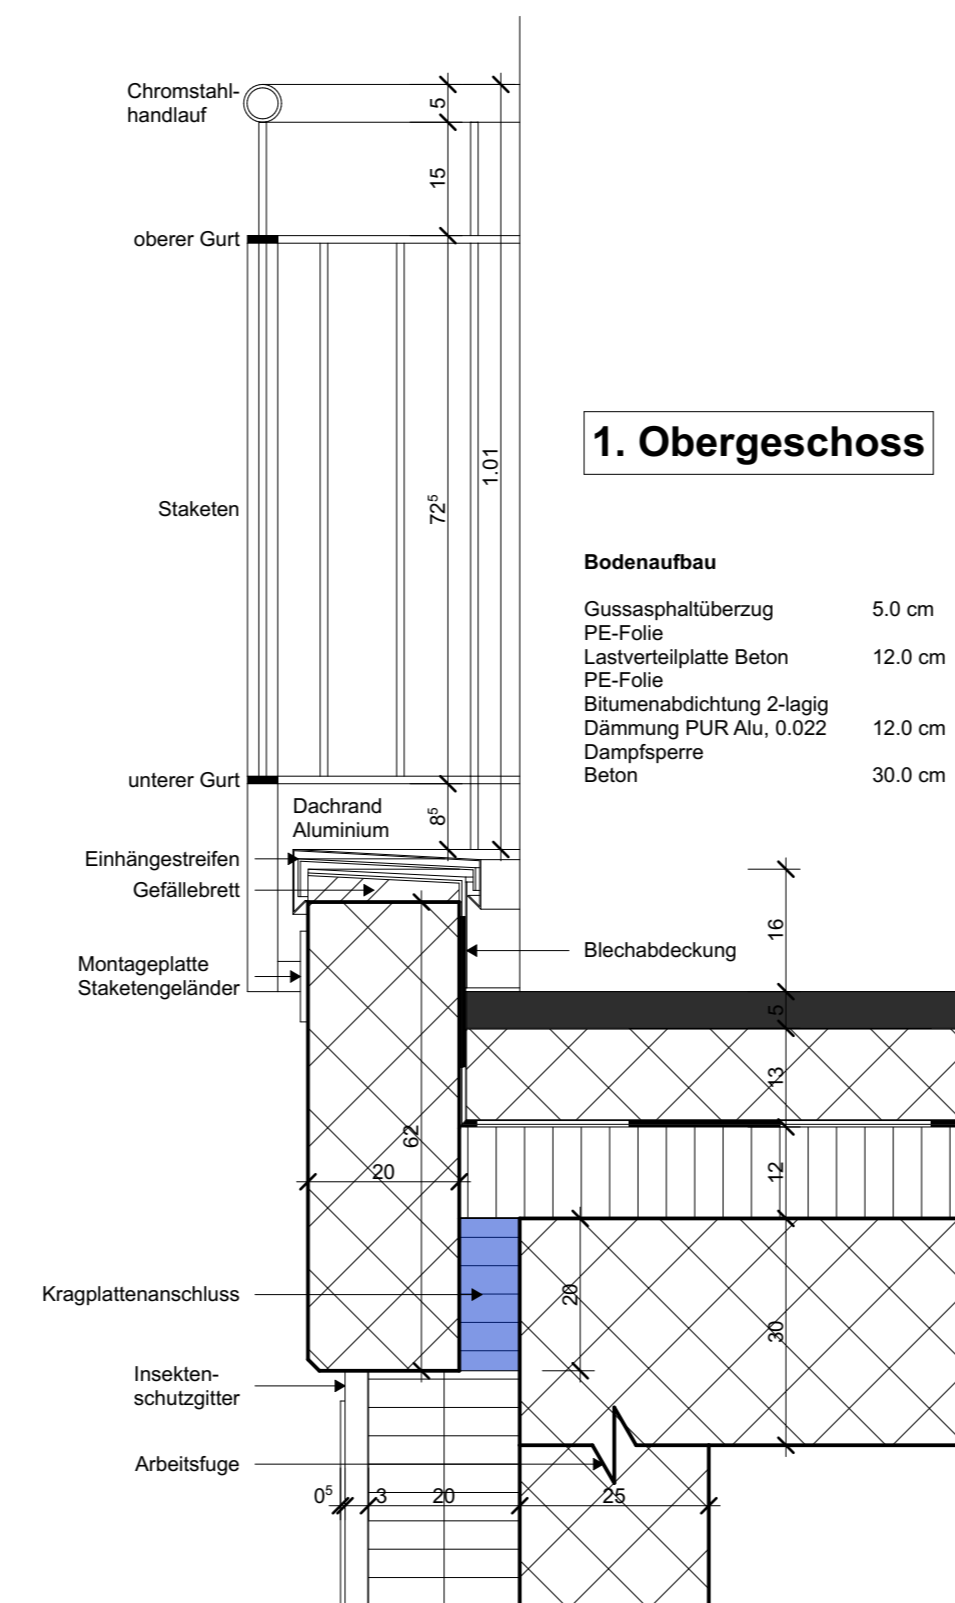 Chromstahl-
handlauf
5
15
oberer Gurt
1. Obergeschoss
1.01
Staketen
72⁵
Bodenaufbau
Gussasphaltüberzug 5.0 cm
PE-Folie
Lastverteilplatte Beton 12.0 cm
PE-Folie
Bitumenabdichtung 2-lagig
Dämmung PUR Alu, 0.022 12.0 cm
Dampfsperre
Beton 30.0 cm
unterer Gurt
Dachrand
Aluminium
8⁵
Einhängestreifen
Gefällebrett
16
Blechabdeckung
Montageplatte
Staketengeländer
5
13
62
20
12
Kragplattenanschluss
20
30
Insekten-
schutzgitter
Arbeitsfuge
0⁵ 3 20 25